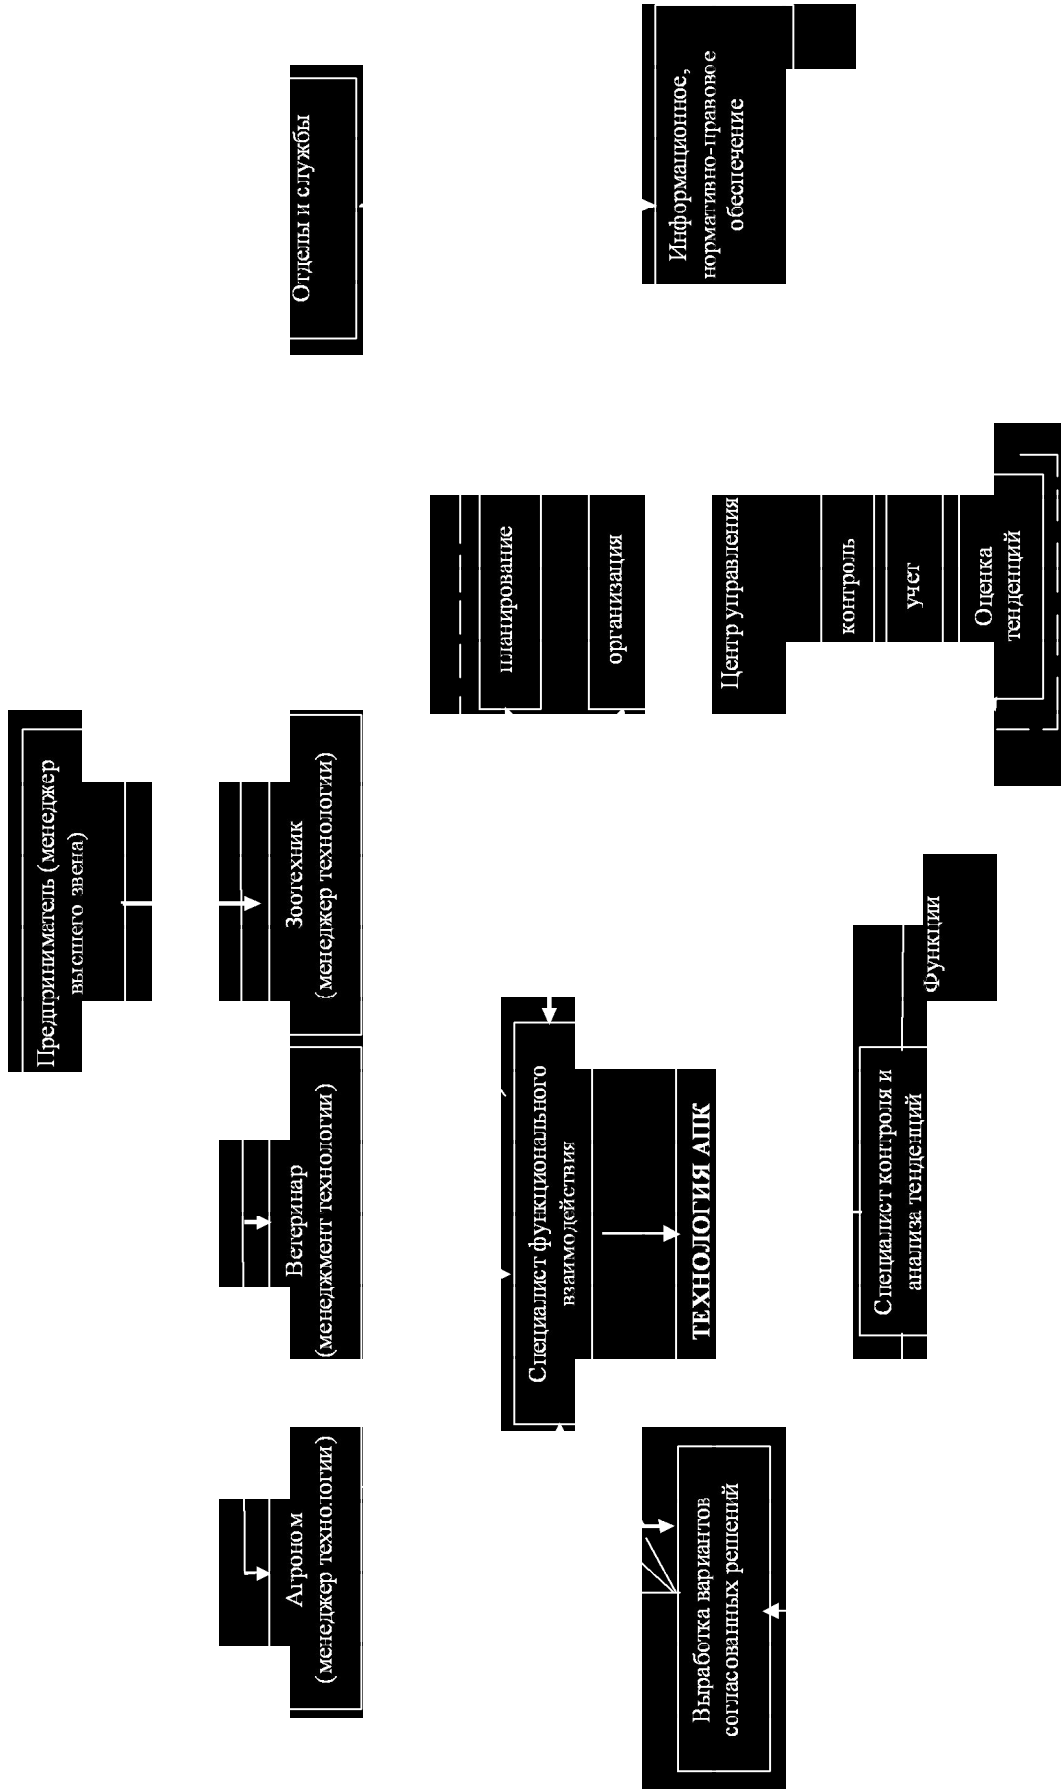 Предприниматель (менеджер
высшего звена)
Агроном
(менеджер технологии)
Ветеринар
(менеджмент технологии)
Зоотехник
(менеджер технологии)
Отделы и службы
планирование
Специалист функционального
взаимодействия
организация
Информационное,
нормативно-правовое
обеспечение
Выработка вариантов
согласованных решений
ТЕХНОЛОГИЯ АПК
Центр управления
контроль
Специалист контроля и
анализа тенденций
учет
Функции
Оценка
тенденций